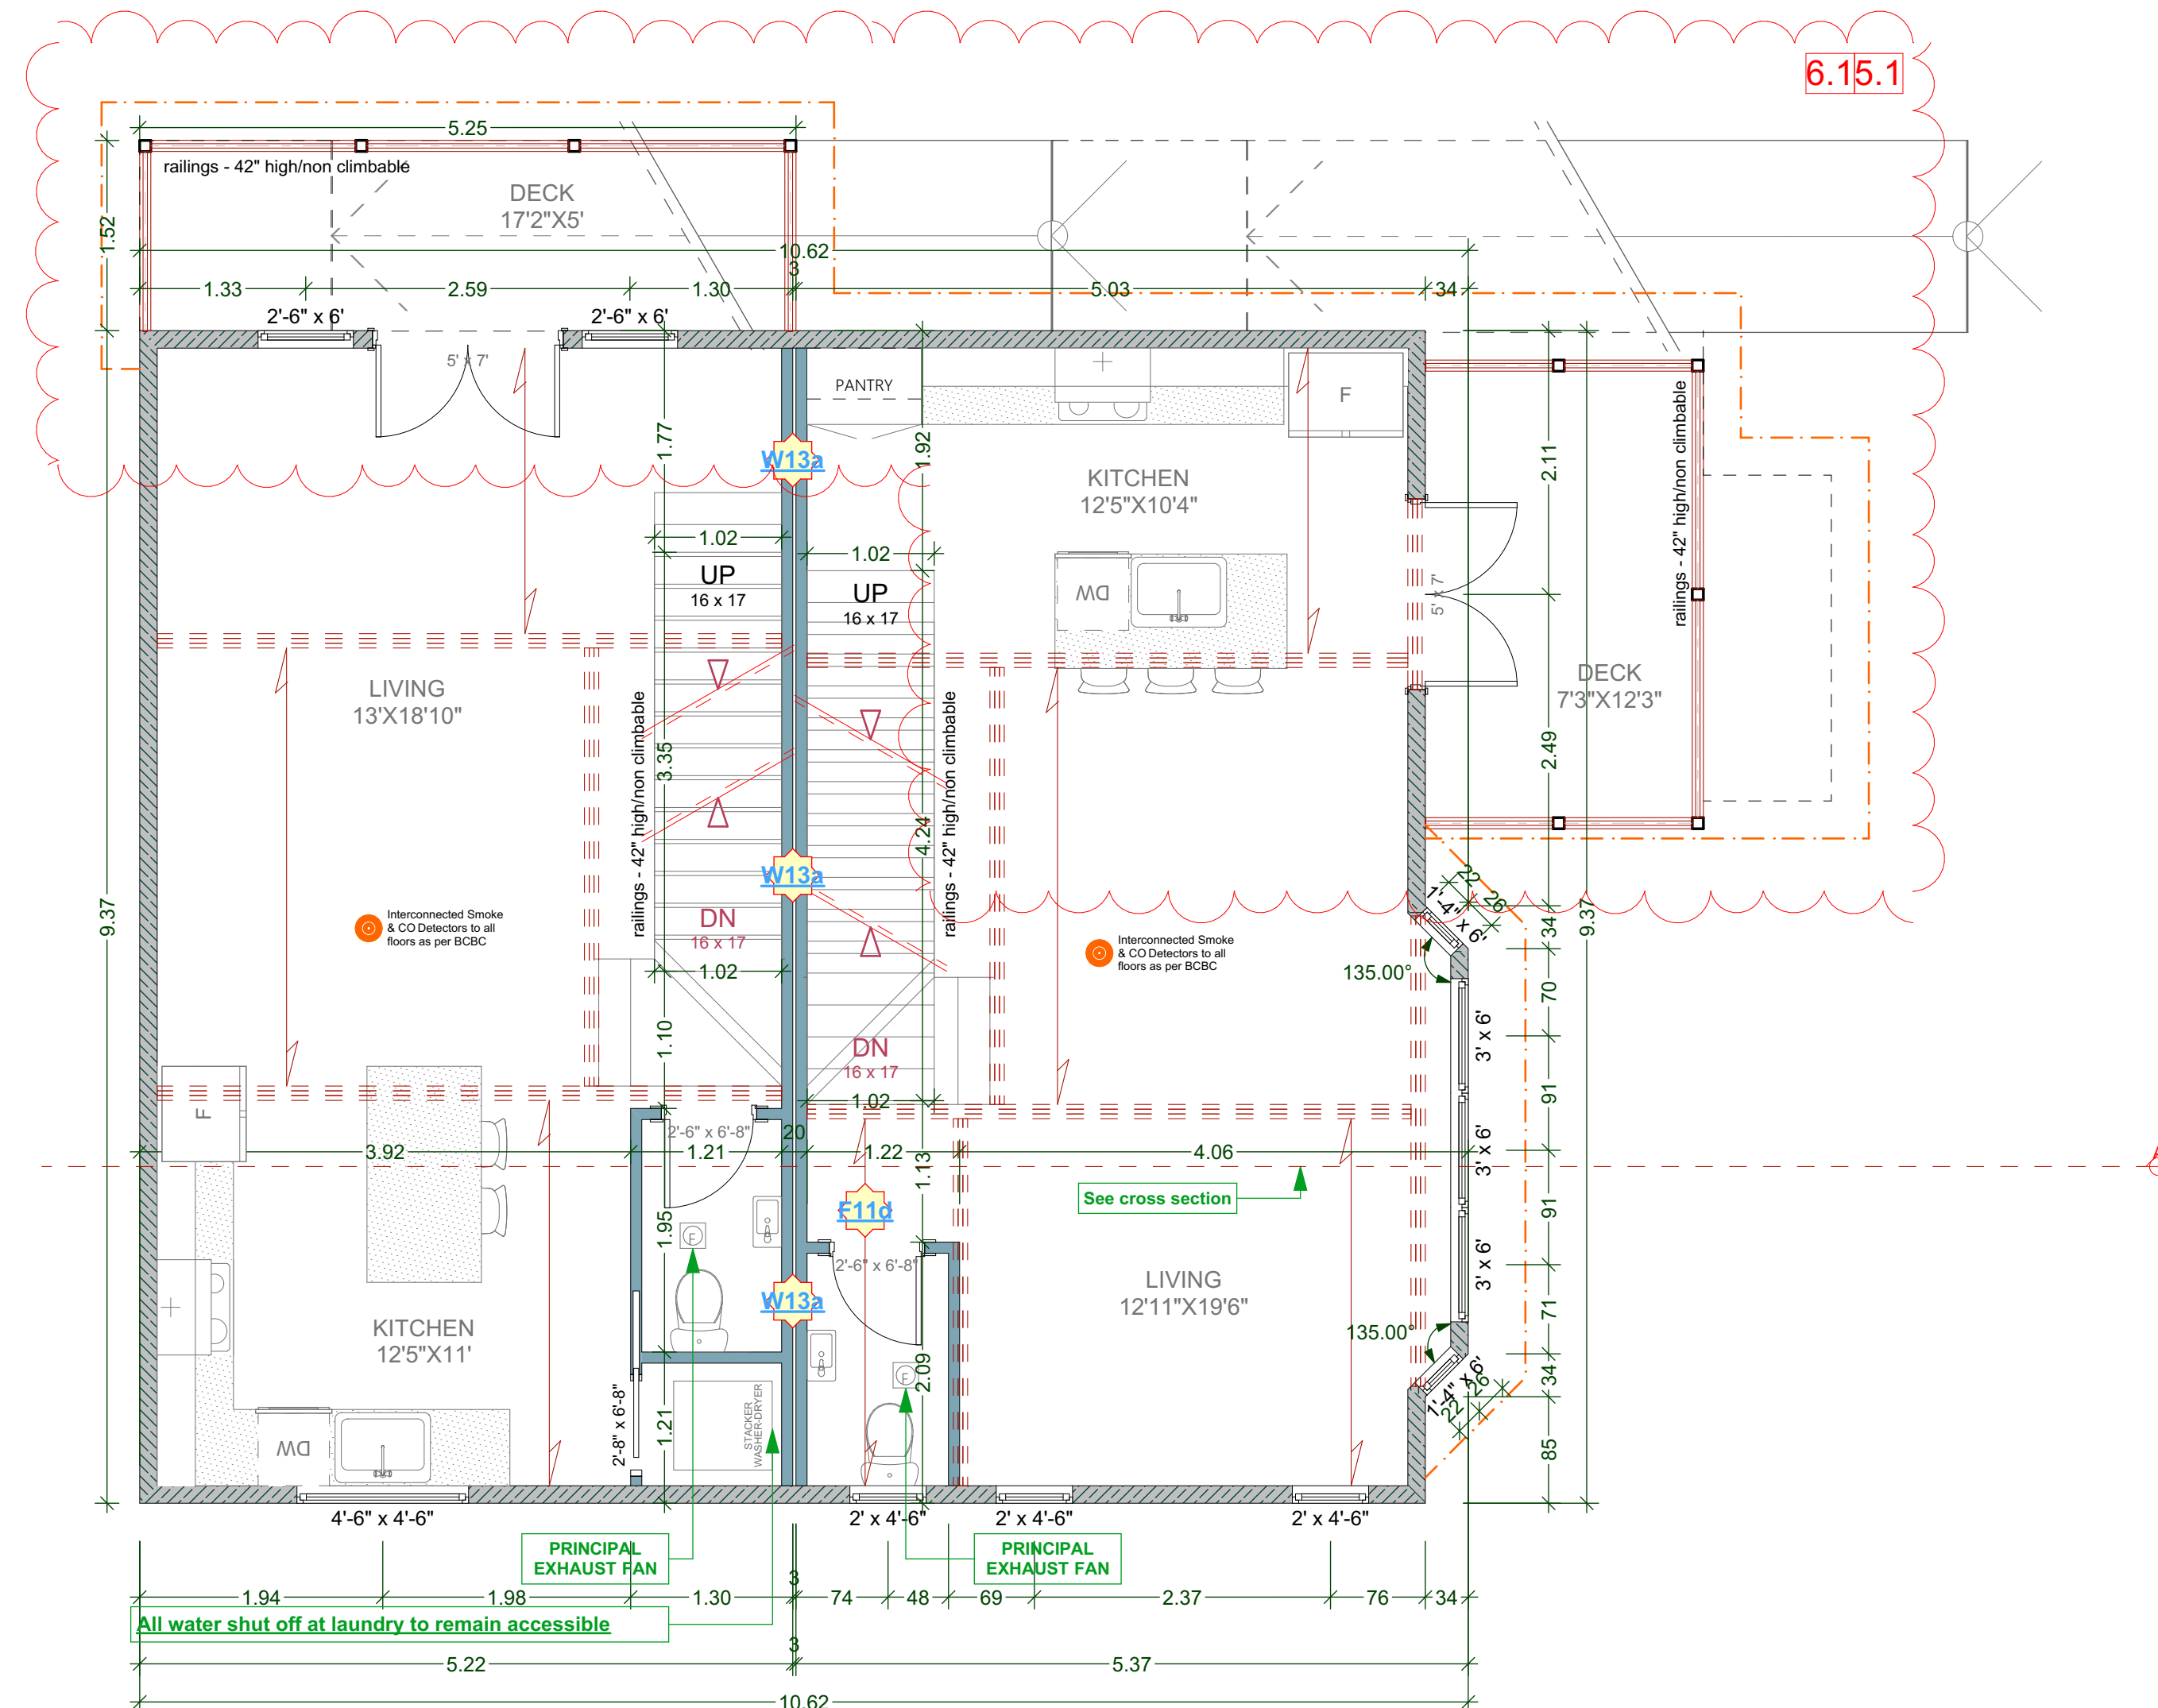 6.1
5.1
5.25
railings - 42" high/non climbable
DECK
17'2"X5'
1.52
10.62
3
1.33
2.59
1.30
5.03
34
2'-6" x 6'
2'-6" x 6'
5' x 7'
PANTRY
F
1.77
1.92
W13a
KITCHEN
12'5"X10'4"
2.11
railings - 42" high/non climbable
1.02
1.02
UP
16 x 17
UP
16 x 17
DW
5' x 7'
DECK
7'3"X12'3"
LIVING
13'X18'10"
railings - 42" high/non climbable
3.35
railings - 42" high/non climbable
4.24
2.49
W13a
9.37
Interconnected Smoke
& CO Detectors to all
floors as per BCBC
DN
16 x 17
1.02
Interconnected Smoke
& CO Detectors to all
floors as per BCBC
22
26
1'-4" x 6'
34
9.37
135.00°
70
3' x 6'
1.10
DN
16 x 17
1.02
91
F
2'-6" x 6'-8"
20
3.92
1.21
1.22
1.13
4.06
3' x 6'
See cross section
F11d
1.95
F
91
3' x 6'
2'-6" x 6'-8"
LIVING
12'11"X19'6"
W13a
KITCHEN
12'5"X11'
135.00°
71
F
2.09
34
1'-4" x 6'
26
22
2'-8" x 6'-8"
1.21
STACKER
WASHER-DRYER
DW
85
4'-6" x 4'-6"
2' x 4'-6"
2' x 4'-6"
2' x 4'-6"
PRINCIPAL
EXHAUST FAN
PRINCIPAL
EXHAUST FAN
3
1.94
1.98
1.30
74
48
69
2.37
76
34
All water shut off at laundry to remain accessible
3
5.22
5.37
10.62